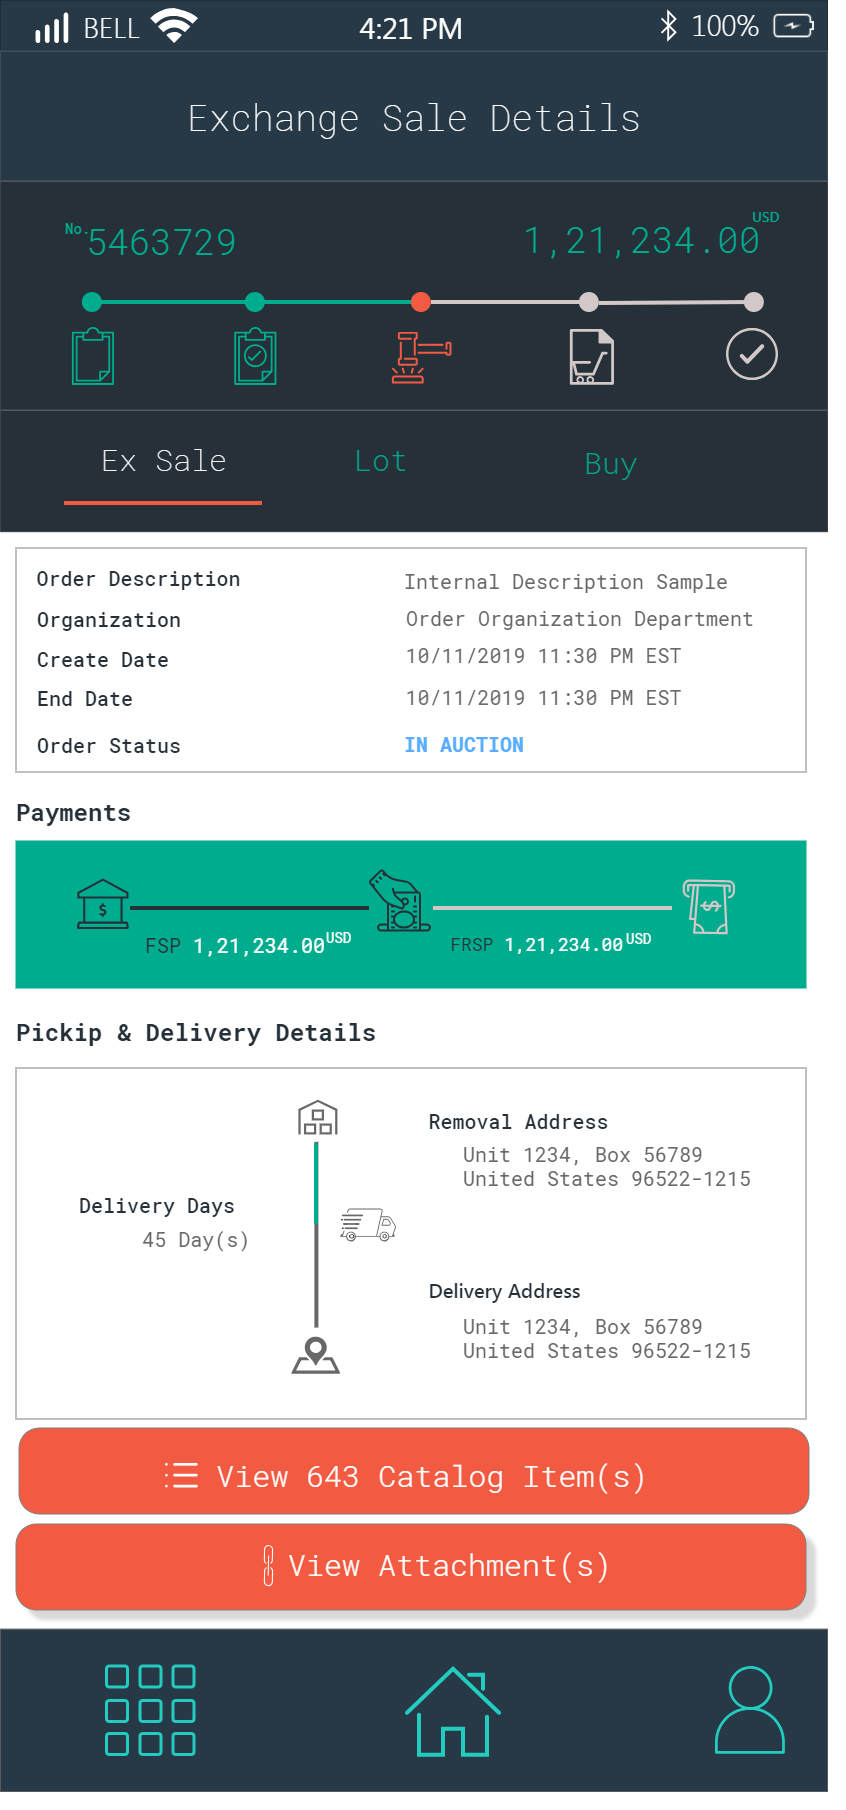 BELL 4:21 PM 100%
Exchange Sale Details
No. 5463729 1,21,234.00 USD
Ex Sale Lot Buy
Order Description Internal Description Sample
Organization Order Organization Department
Create Date 10/11/2019 11:30 PM EST
End Date 10/11/2019 11:30 PM EST
Order Status IN AUCTION
Payments
$ $
FSP 1,21,234.00 USD FRSP 1,21,234.00 USD
Pickip & Delivery Details
Removal Address
Unit 1234, Box 56789
United States 96522-1215
Delivery Days
45 Day(s)
Delivery Address
Unit 1234, Box 56789
United States 96522-1215
View 643 Catalog Item(s)
View Attachment(s)